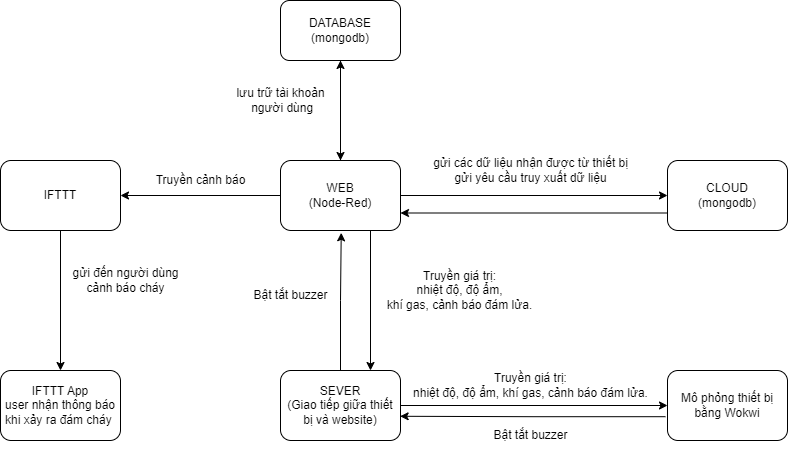 DATABASE
(mongodb)
lưu trữ tài khoản
người dùng
IFTTT
Truyền cảnh báo
WEB
(Node-Red)
gửi các dữ liệu nhận được từ thiết bị
gửi yêu cầu truy xuất dữ liệu
CLOUD
(mongodb)
gửi đến người dùng
cảnh báo cháy
Bật tắt buzzer
Truyền giá trị:
nhiệt độ, độ ẩm,
khí gas, cảnh báo đám lửa.
IFTTT App
user nhận thông báo
khi xảy ra đám cháy
SEVER
(Giao tiếp giữa thiết
bị và website)
Truyền giá trị:
nhiệt độ, độ ẩm, khí gas, cảnh báo đám lửa.
Bật tắt buzzer
Mô phỏng thiết bị
bằng Wokwi